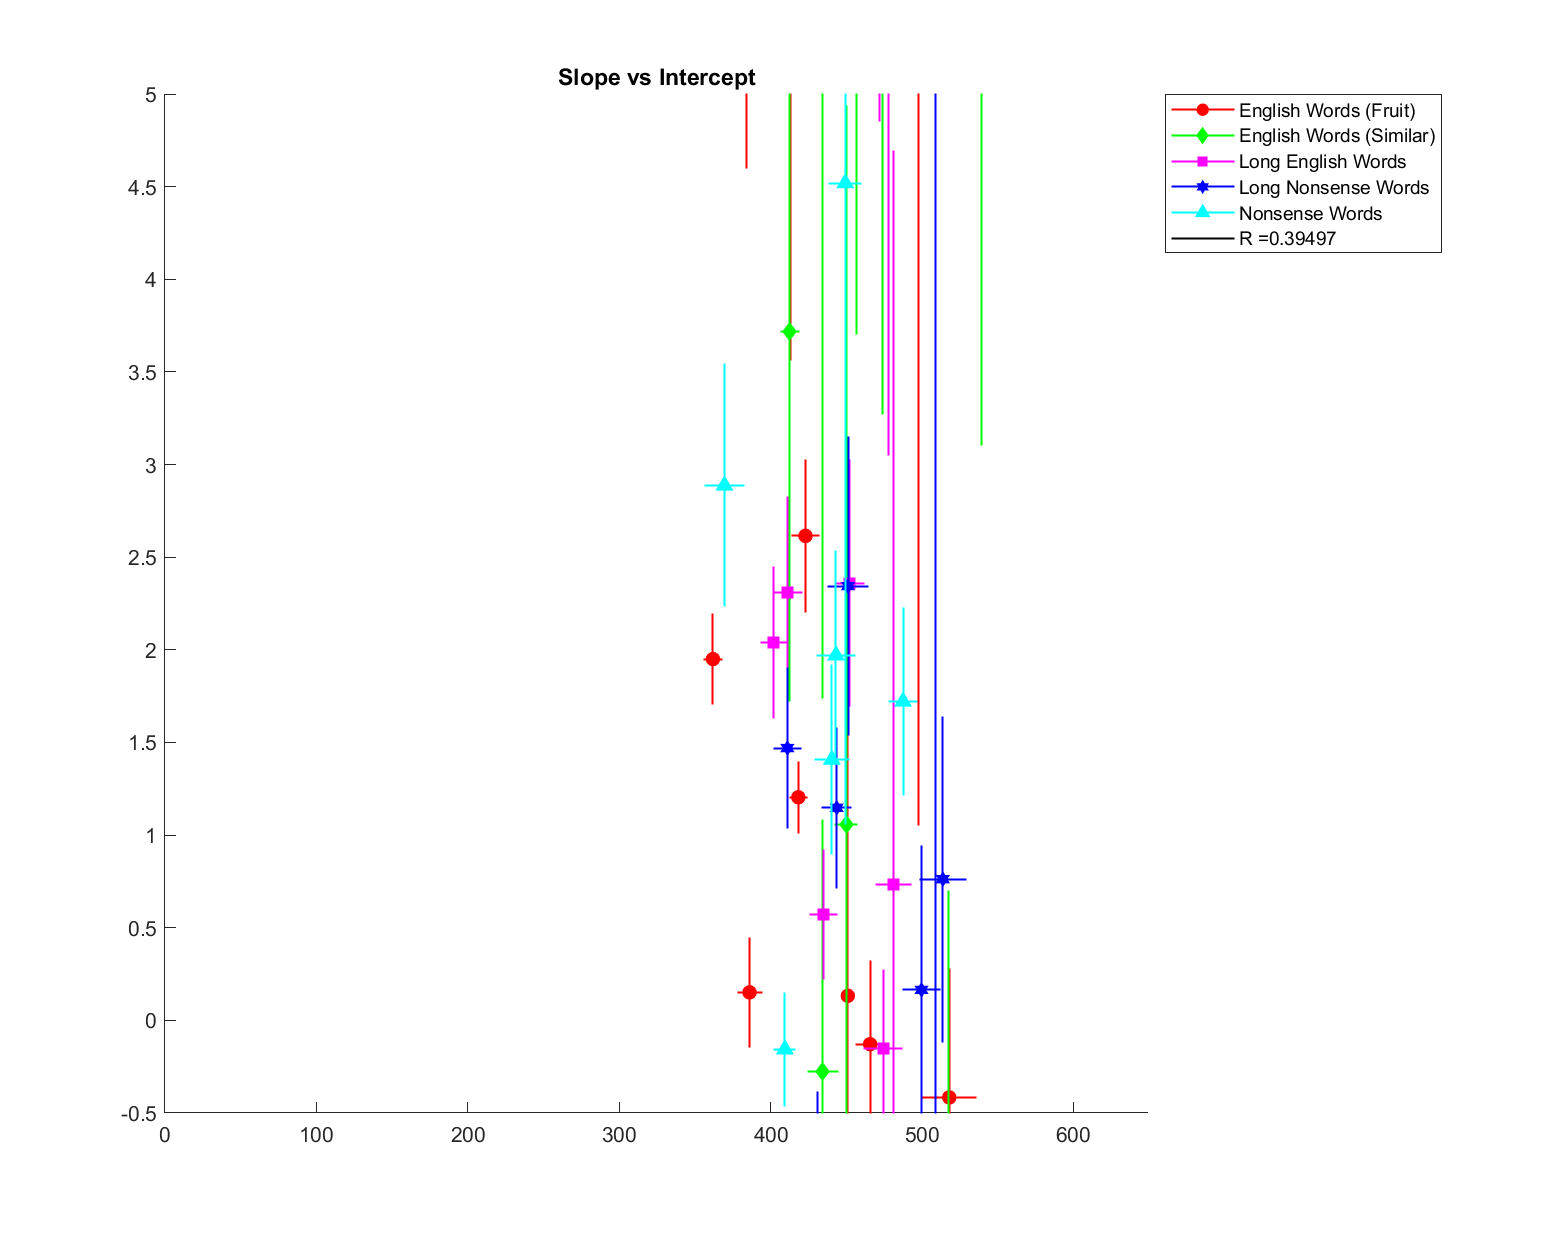 Slope vs Intercept
5
4.5
4
3.5
3
2.5
2
1.5
1
0.5
0
-0.5
0 100 200 300 400 500 600
English Words (Fruit)
English Words (Similar)
Long English Words
Long Nonsense Words
Nonsense Words
R =0.39497